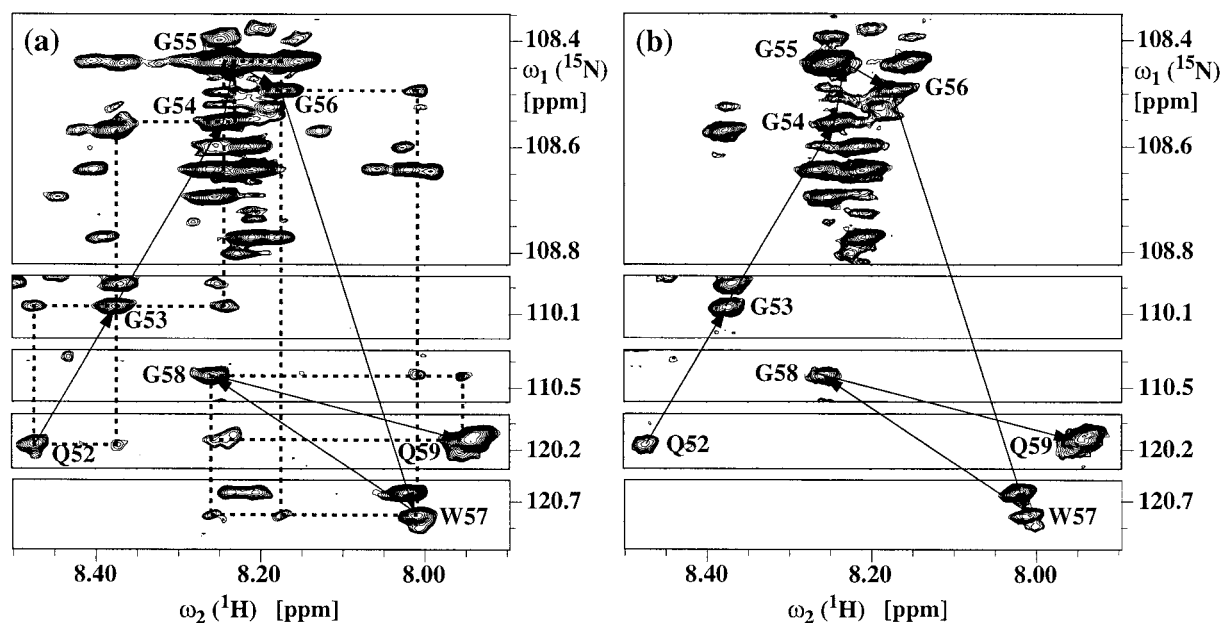 (a)
G55
G54
G56
G53
G58
Q52
Q59
W57
108.4
ω1 (15N)
[ppm]
108.6
108.8
110.1
110.5
120.2
120.7
8.40
8.20
8.00
ω2 (1H) [ppm]
(b)
G55
G56
G54
G53
G58
Q52
Q59
W57
108.4
ω1 (15N)
[ppm]
108.6
108.8
110.1
110.5
120.2
120.7
8.40
8.20
8.00
ω2 (1H) [ppm]